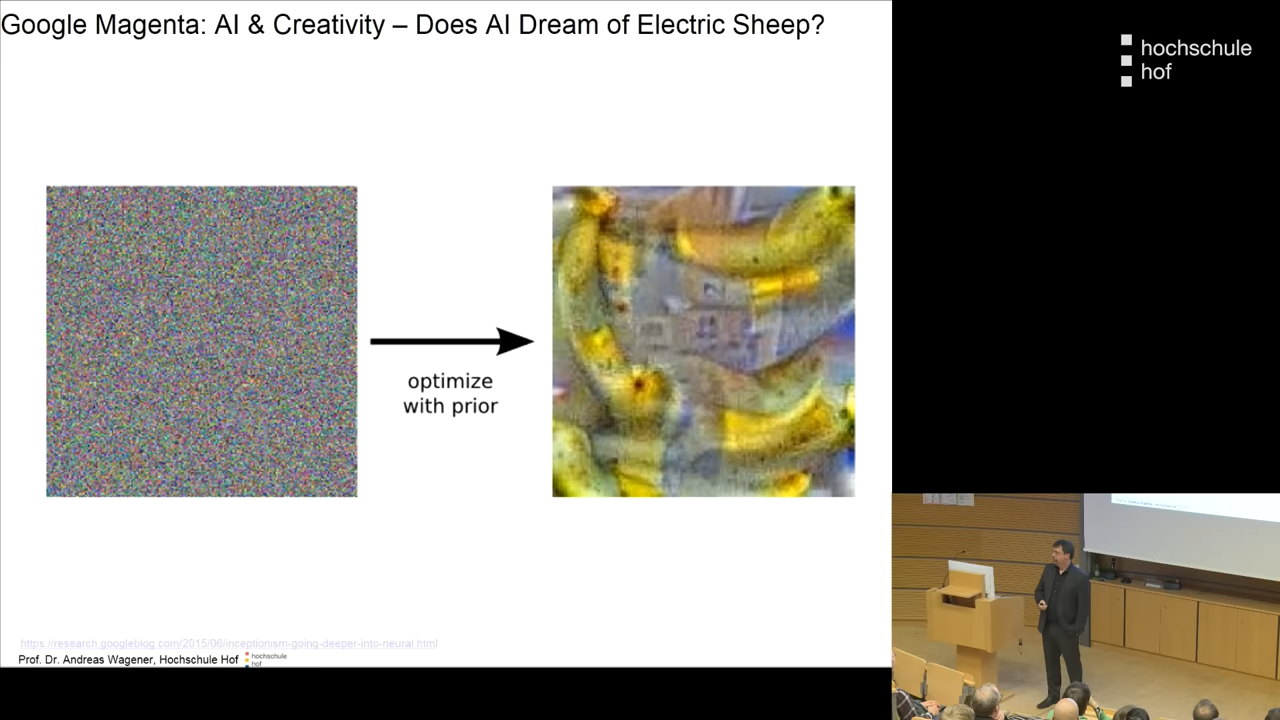 Google Magenta: AI & Creativity – Does AI Dream of Electric Sheep?
hochschule
hof
optimize
with prior
https://research.googleblog.com/2015/06/inceptionism-going-deeper-into-neural.html
Prof. Dr. Andreas Wagener, Hochschule Hof
hochschule
hof